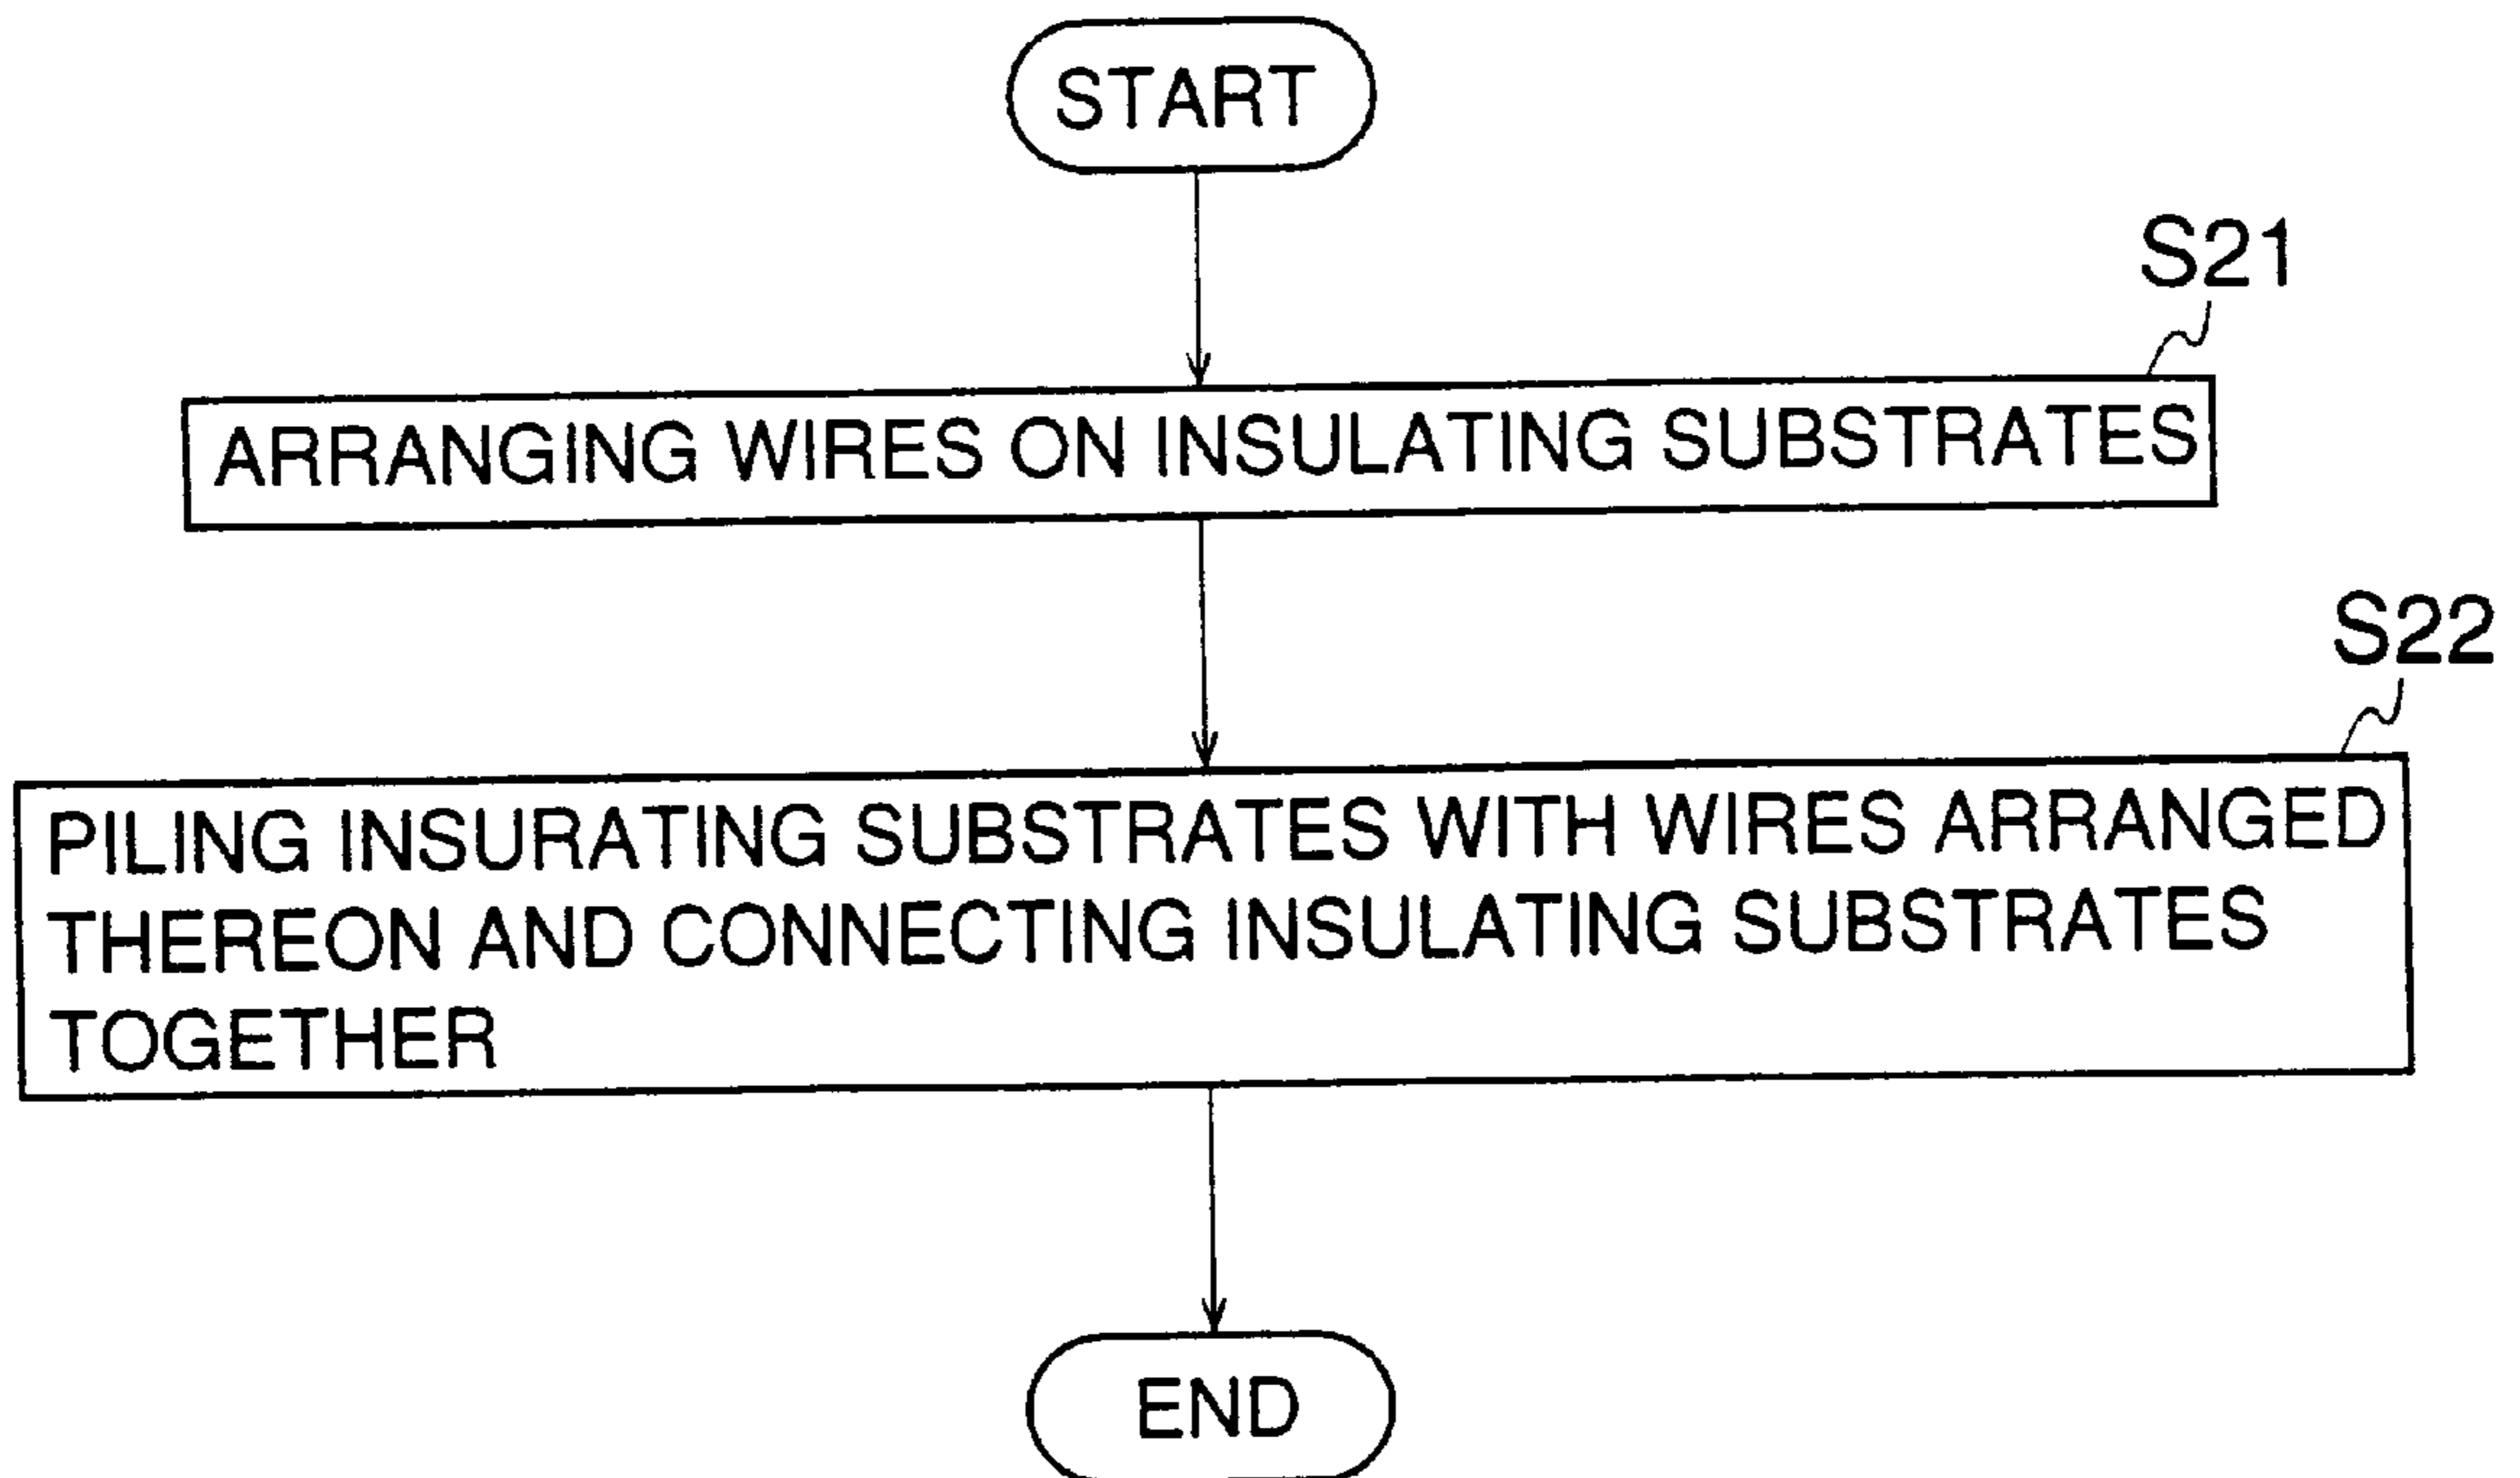 START
S21
ARRANGING WIRES ON INSULATING SUBSTRATES
S22
PILING INSURATING SUBSTRATES WITH WIRES ARRANGED
THEREON AND CONNECTING INSULATING SUBSTRATES
TOGETHER
END